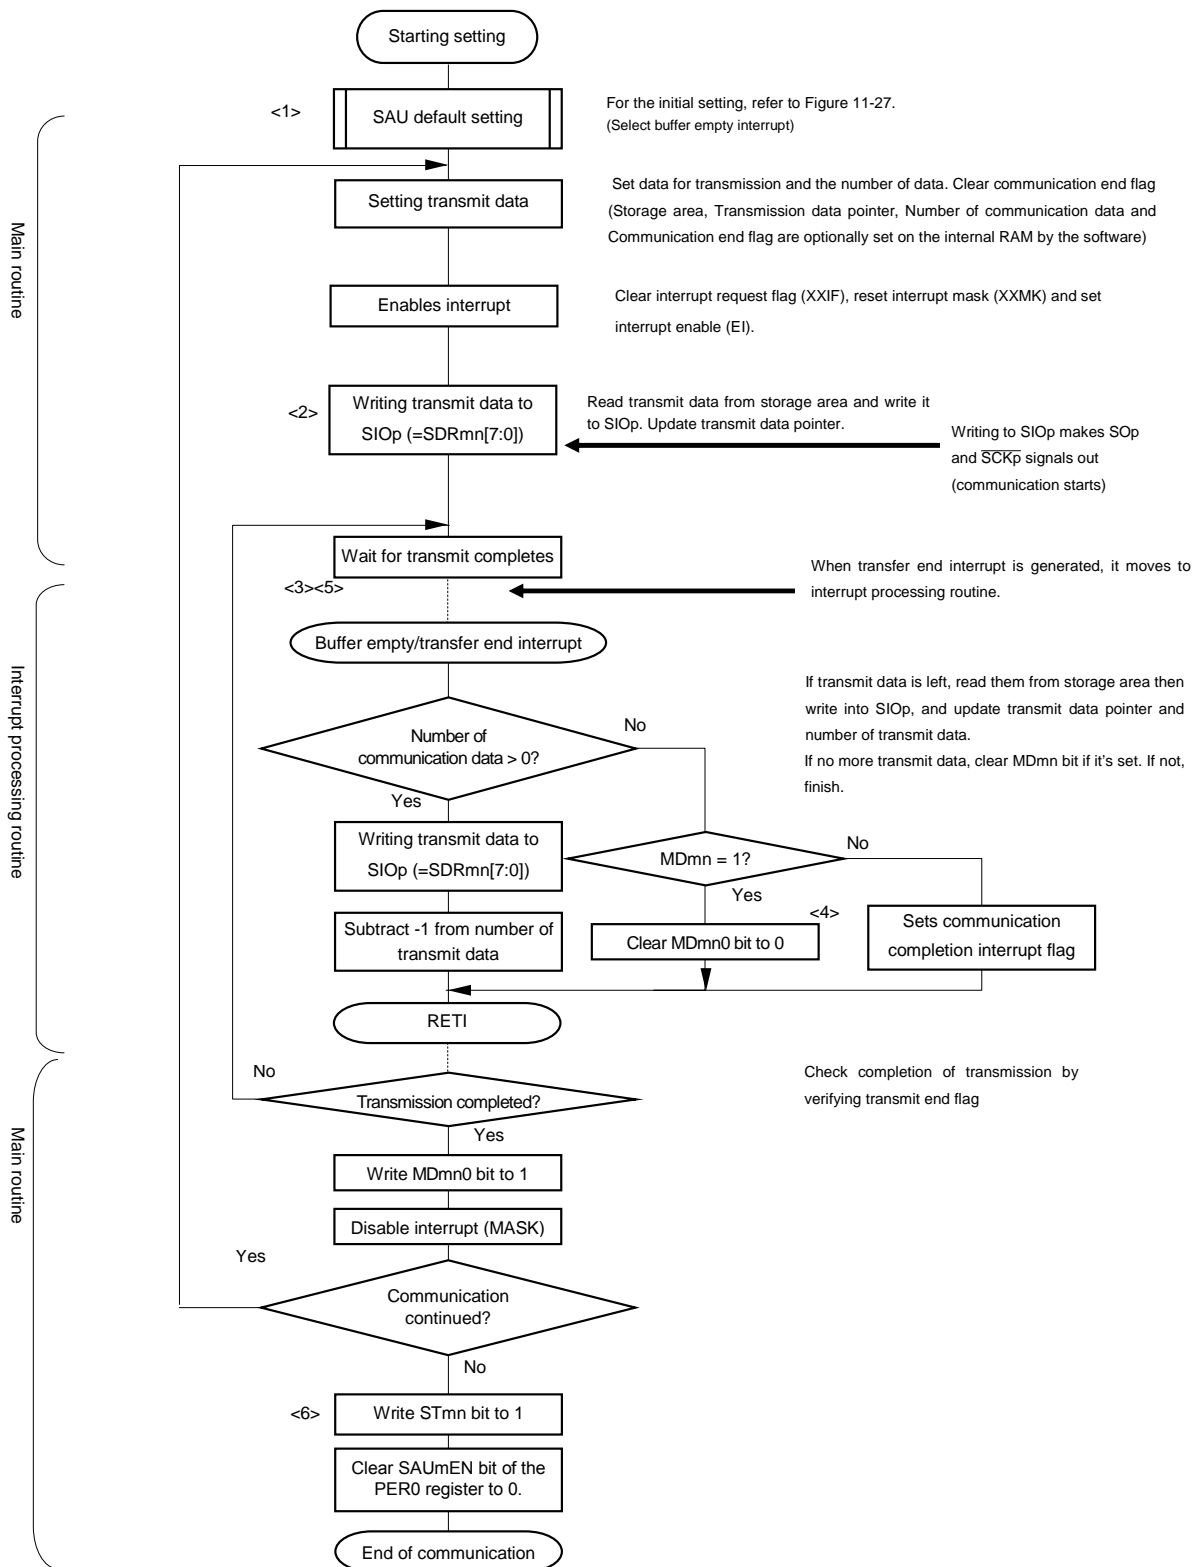 Starting setting
<1>
SAU default setting
For the initial setting, refer to Figure 11-27.
(Select buffer empty interrupt)
Main routine
Setting transmit data
Set data for transmission and the number of data. Clear communication end flag
(Storage area, Transmission data pointer, Number of communication data and
Communication end flag are optionally set on the internal RAM by the software)
Enables interrupt
Clear interrupt request flag (XXIF), reset interrupt mask (XXMK) and set
interrupt enable (EI).
<2>
Writing transmit data to
SIOp (=SDRmn[7:0])
Read transmit data from storage area and write it
to SIOp. Update transmit data pointer.
Writing to SIOp makes SOp
and SCKp signals out
(communication starts)
Wait for transmit completes
<3><5>
When transfer end interrupt is generated, it moves to
interrupt processing routine.
Buffer empty/transfer end interrupt
Interrupt processing routine
Number of
communication data > 0?
No
Yes
If transmit data is left, read them from storage area then
write into SIOp, and update transmit data pointer and
number of transmit data.
If no more transmit data, clear MDmn bit if it's set. If not,
finish.
Writing transmit data to
SIOp (=SDRmn[7:0])
MDmn = 1?
No
Yes
<4>
Subtract -1 from number of
transmit data
Clear MDmn0 bit to 0
Sets communication
completion interrupt flag
RETI
Main routine
No
Transmission completed?
Yes
Check completion of transmission by
verifying transmit end flag
Write MDmn0 bit to 1
Disable interrupt (MASK)
Yes
Communication
continued?
No
<6>
Write STmn bit to 1
Clear SAUmEN bit of the
PER0 register to 0.
End of communication